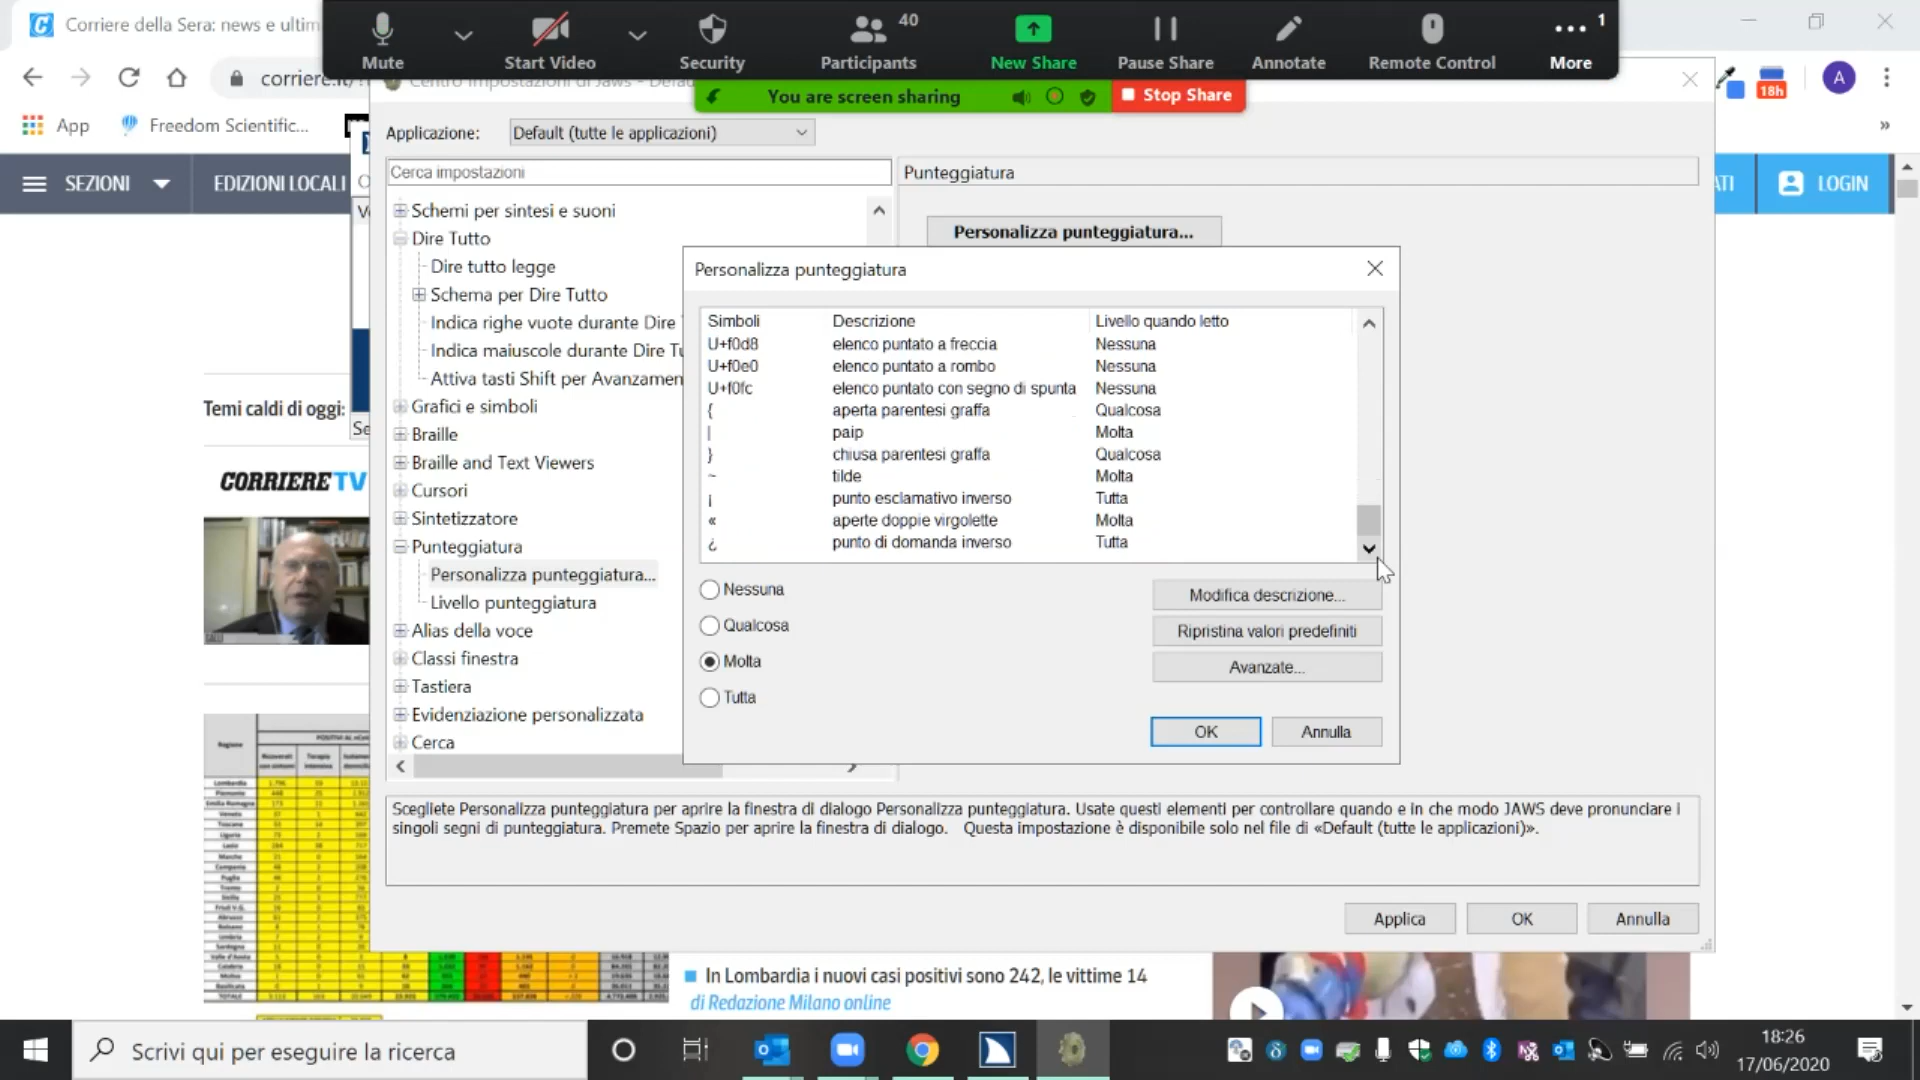 Corriere della Sera: news e ultim
Mute
Start Video
Security
40
Participants
New Share
Pause Share
Annotate
Remote Control
1
More
corriere.it/
Centro impostazioni di Jaws - Defau
You are screen sharing
Stop Share
A
18h
App
Freedom Scientific...
»
SEZIONI
EDIZIONI LOCALI
ATI
LOGIN
Applicazione:
Default (tutte le applicazioni)
Cerca impostazioni
Punteggiatura
Schemi per sintesi e suoni
Dire Tutto
Dire tutto legge
Schema per Dire Tutto
Indica righe vuote durante Dire
Indica maiuscole durante Dire Tu
Attiva tasti Shift per Avanzamen
Grafici e simboli
Braille
Braille and Text Viewers
Cursori
Sintetizzatore
Punteggiatura
Personalizza punteggiatura...
Livello punteggiatura
Alias della voce
Classi finestra
Tastiera
Evidenziazione personalizzata
Cerca
Personalizza punteggiatura...
Personalizza punteggiatura
Simboli Descrizione Livello quando letto
U+f0d8 elenco puntato a freccia Nessuna
U+f0e0 elenco puntato a rombo Nessuna
U+f0fc elenco puntato con segno di spunta Nessuna
{ aperta parentesi graffa Qualcosa
| paip Molta
} chiusa parentesi graffa Qualcosa
~ tilde Molta
¡ punto esclamativo inverso Tutta
« aperte doppie virgolette Molta
¿ punto di domanda inverso Tutta
Nessuna
Qualcosa
Molta
Tutta
Modifica descrizione...
Ripristina valori predefiniti
Avanzate...
OK
Annulla
Scegliete Personalizza punteggiatura per aprire la finestra di dialogo Personalizza punteggiatura. Usate questi elementi per controllare quando e in che modo JAWS deve pronunciare i
singoli segni di punteggiatura. Premete Spazio per aprire la finestra di dialogo. Questa impostazione è disponibile solo nel file di «Default (tutte le applicazioni)».
Applica
OK
Annulla
Temi caldi di oggi:
Se
CORRIERETV
In Lombardia i nuovi casi positivi sono 242, le vittime 14
di Redazione Milano online
Scrivi qui per eseguire la ricerca
18:26
17/06/2020